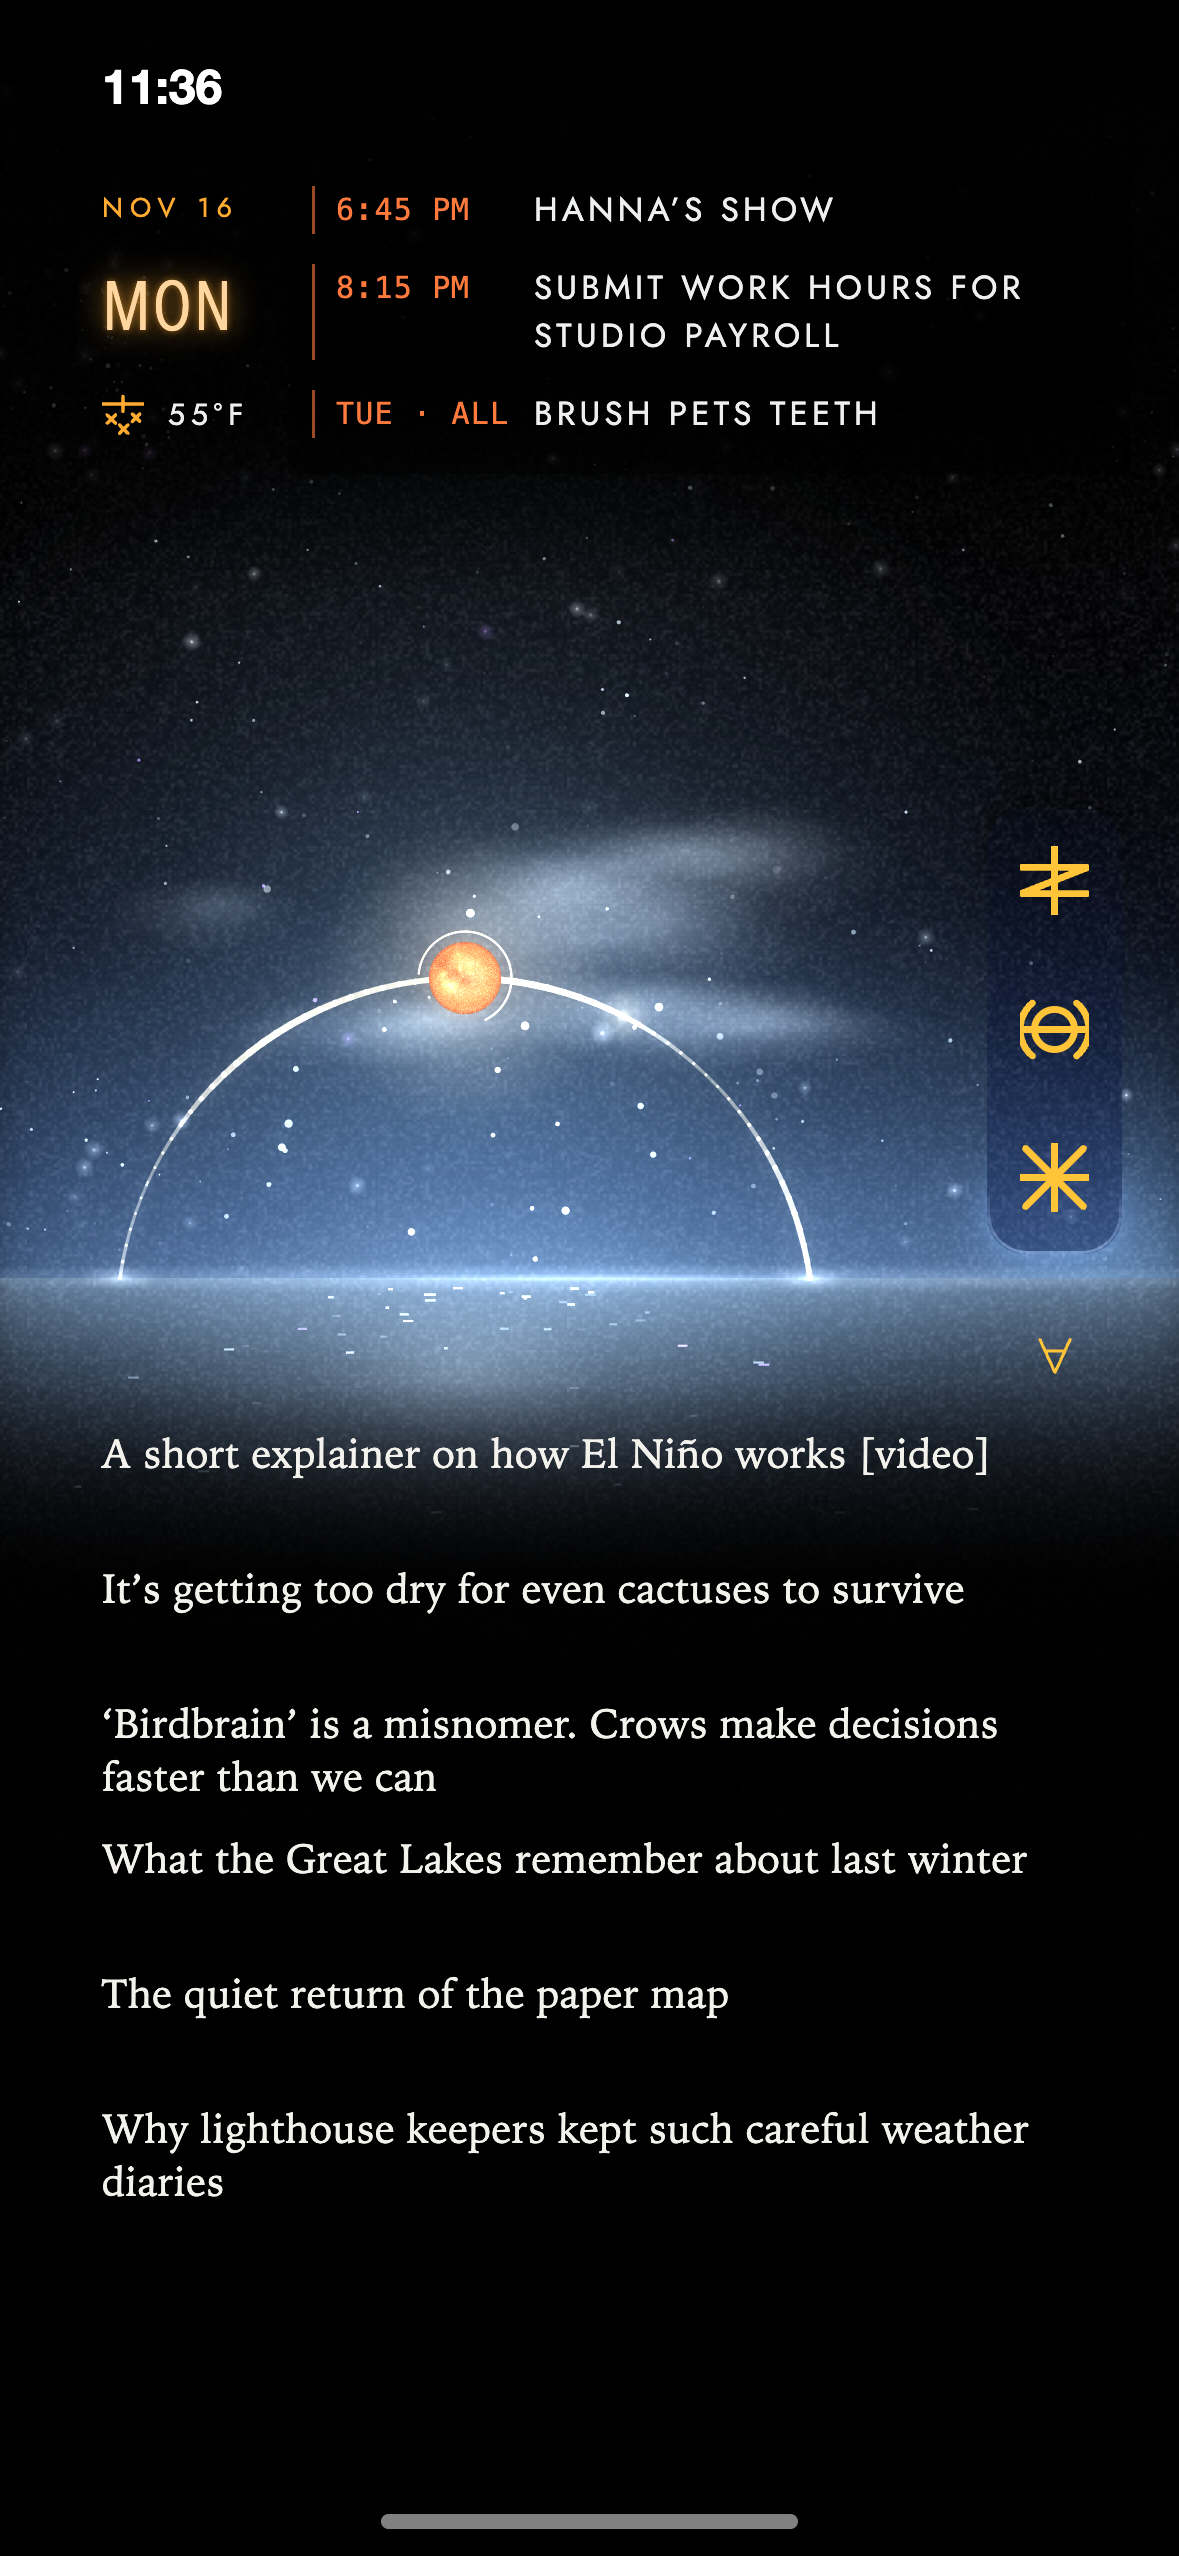 11:36
NOV 16
MON
55°F
6:45 PM HANNA’S SHOW
8:15 PM SUBMIT WORK HOURS FOR
STUDIO PAYROLL
TUE · ALL BRUSH PETS TEETH
A short explainer on how El Niño works [video]
It’s getting too dry for even cactuses to survive
‘Birdbrain’ is a misnomer. Crows make decisions
faster than we can
What the Great Lakes remember about last winter
The quiet return of the paper map
Why lighthouse keepers kept such careful weather
diaries